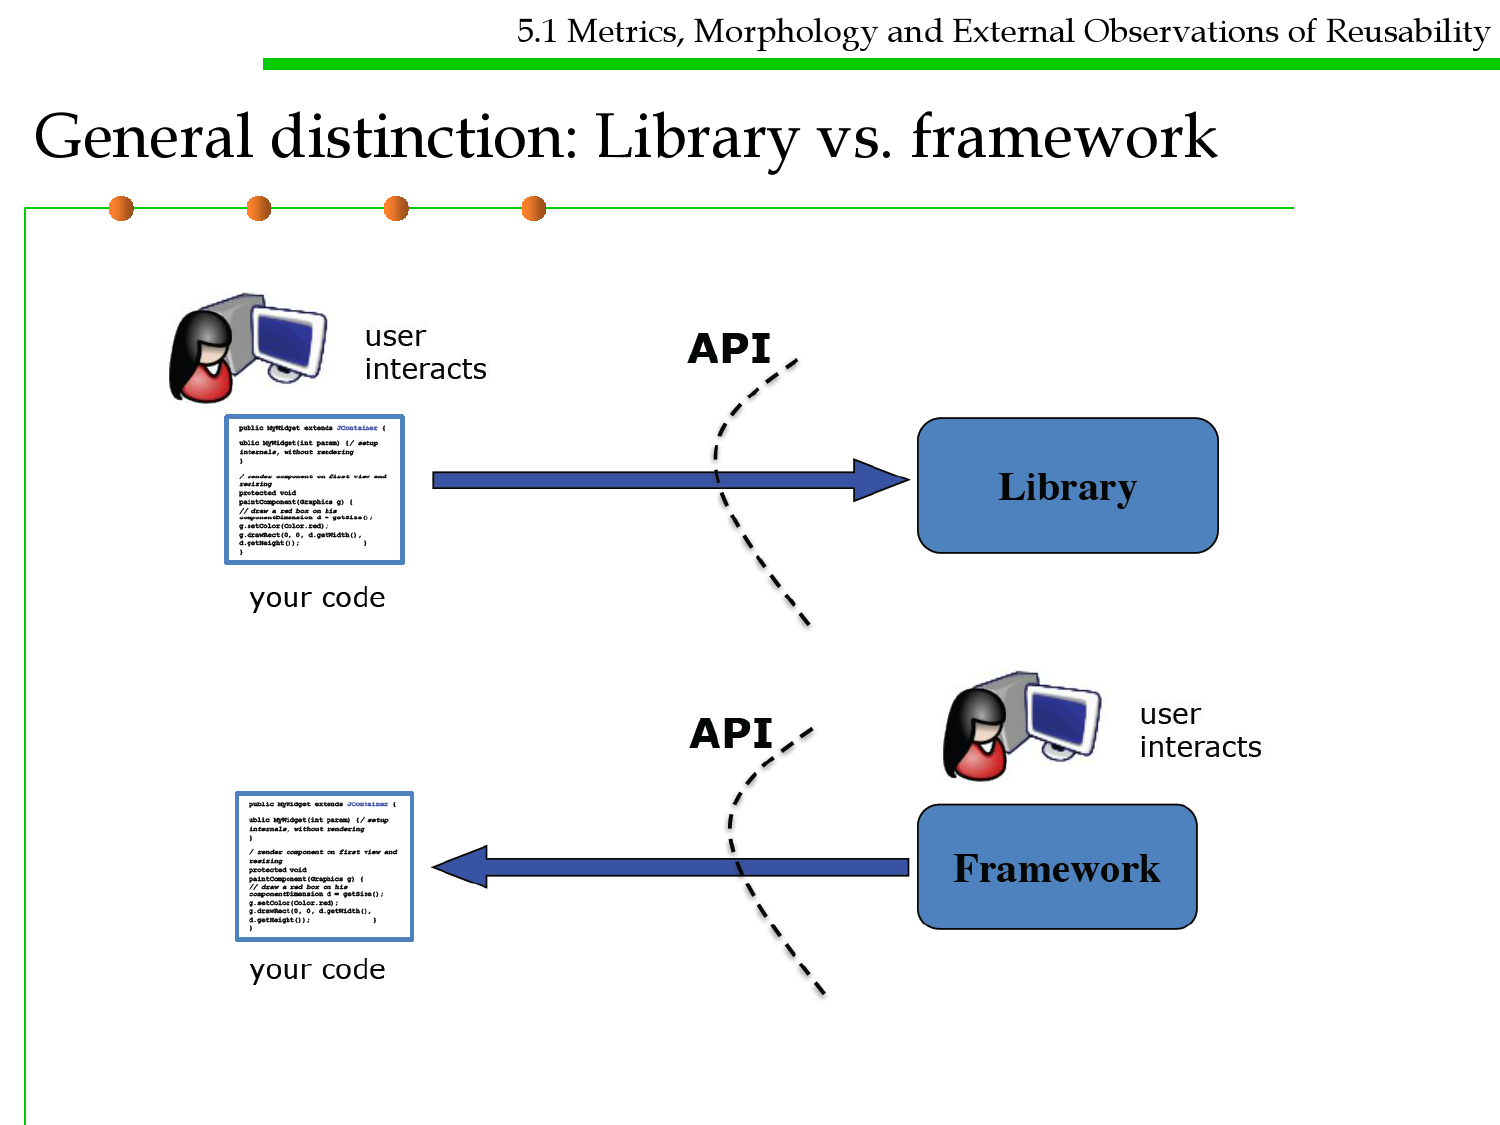 5.1 Metrics, Morphology and External Observations of Reusability
General distinction: Library vs. framework
user
interacts
API
public MyWidget extends JContainer {
ublic MyWidget(int param) {/ setup
internals, without rendering
}
/ render component on first view and
resizing
protected void
paintComponent(Graphics g) {
// draw a red box on his
componentDimension d = getSize();
g.setColor(Color.red);
g.drawRect(0, 0, d.getWidth(),
d.getHeight()); }
}
Library
your code
user
interacts
API
public MyWidget extends JContainer {
ublic MyWidget(int param) {/ setup
internals, without rendering
}
/ render component on first view and
resizing
protected void
paintComponent(Graphics g) {
// draw a red box on his
componentDimension d = getSize();
g.setColor(Color.red);
g.drawRect(0, 0, d.getWidth(),
d.getHeight()); }
}
Framework
your code